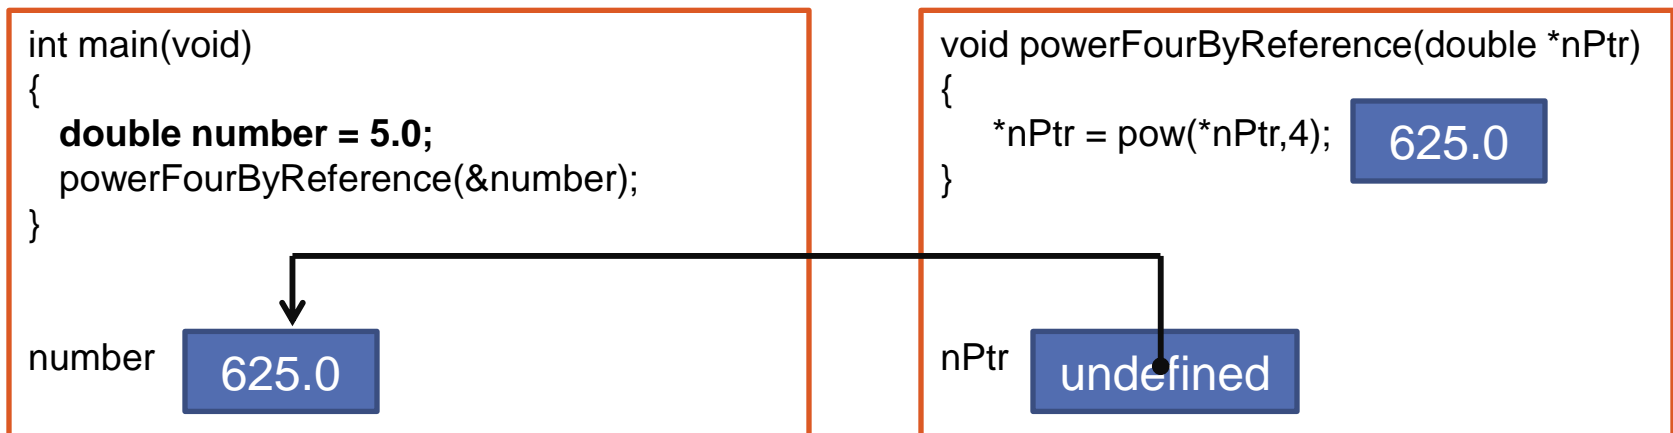 int main(void)
{
double number = 5.0;
powerFourByReference(&number);
}
number
625.0
void powerFourByReference(double *nPtr)
{
*nPtr = pow(*nPtr,4);
625.0
}
nPtr
undefined